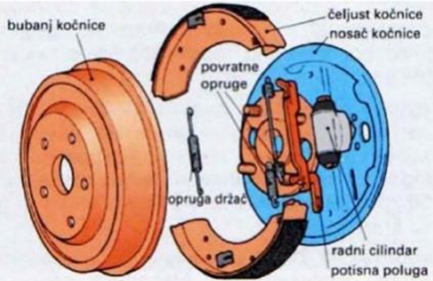 bubanj kočnice
čeljust kočnice
nosač kočnice
povratne
opruge
opruga držač
radni cilindar
potisna poluga